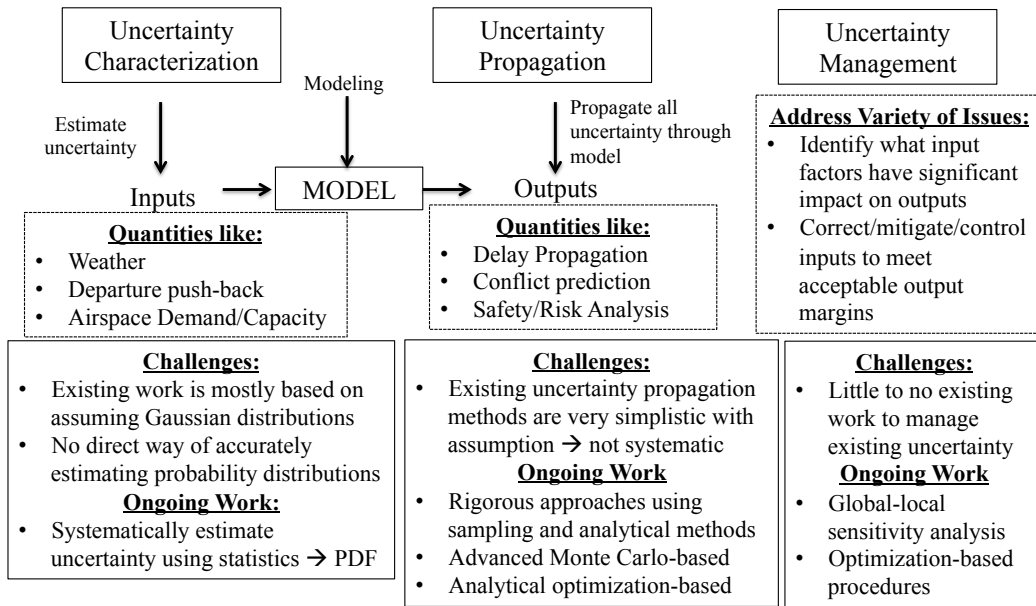 Uncertainty
Characterization
Uncertainty
Propagation
Uncertainty
Management
Modeling
Estimate
uncertainty
Propagate all
uncertainty through
model
Inputs
MODEL
Outputs
Quantities like:
• Weather
• Departure push-back
• Airspace Demand/Capacity
Quantities like:
• Delay Propagation
• Conflict prediction
• Safety/Risk Analysis
Address Variety of Issues:
• Identify what input
factors have significant
impact on outputs
• Correct/mitigate/control
inputs to meet
acceptable output
margins
Challenges:
• Existing work is mostly based on
assuming Gaussian distributions
• No direct way of accurately
estimating probability distributions
Ongoing Work:
• Systematically estimate
uncertainty using statistics → PDF
Challenges:
• Existing uncertainty propagation
methods are very simplistic with
assumption → not systematic
Ongoing Work
• Rigorous approaches using
sampling and analytical methods
• Advanced Monte Carlo-based
• Analytical optimization-based
Challenges:
• Little to no existing
work to manage
existing uncertainty
Ongoing Work
• Global-local
sensitivity analysis
• Optimization-based
procedures